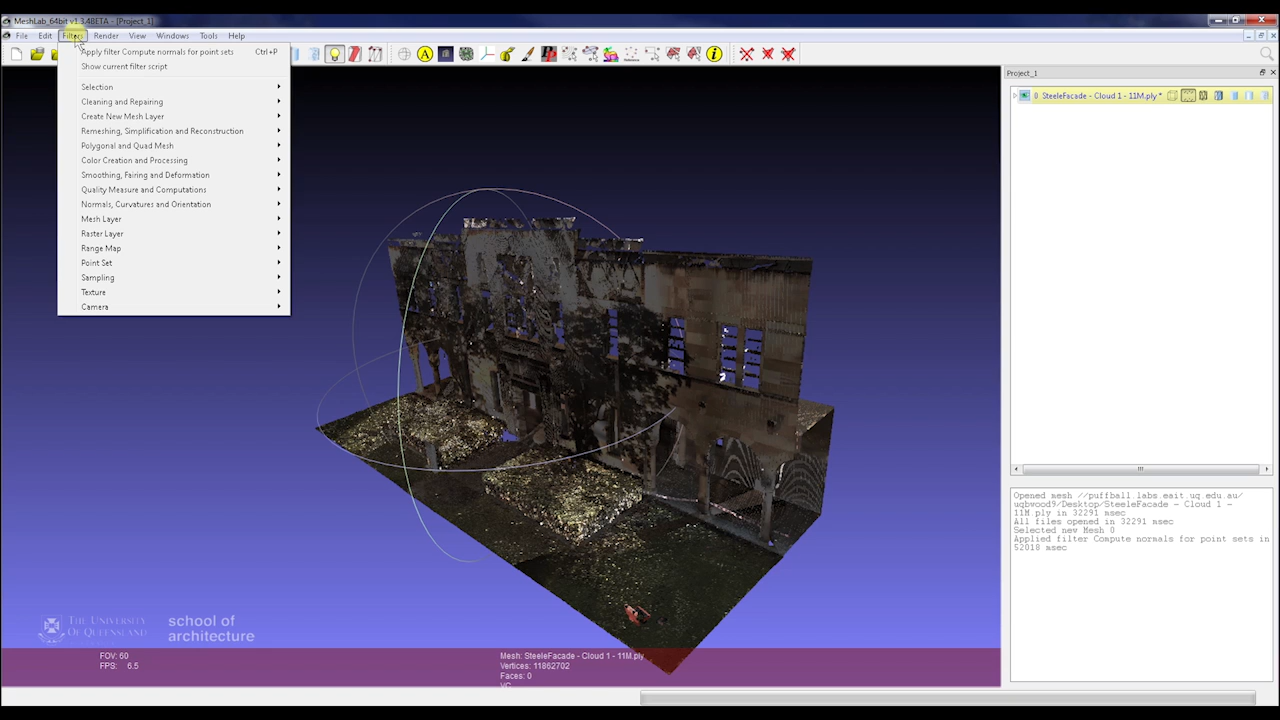 MeshLab_64bit v1.3.4BETA - [Project_1]
File Edit Filters Render View Windows Tools Help
Apply filter Compute normals for point sets Ctrl+P
Show current filter script
Selection
Cleaning and Repairing
Create New Mesh Layer
Remeshing, Simplification and Reconstruction
Polygonal and Quad Mesh
Color Creation and Processing
Smoothing, Fairing and Deformation
Quality Measure and Computations
Normals, Curvatures and Orientation
Mesh Layer
Raster Layer
Range Map
Point Set
Sampling
Texture
Camera
Project_1
0 SteeleFacade - Cloud 1 - 11M.ply *
Opened mesh //puffball.labs.eait.uq.edu.au/
uqbwood9/Desktop/SteeleFacade - Cloud 1 -
11M.ply in 32291 msec
All files opened in 32291 msec
Selected new Mesh 0
Applied filter Compute normals for point sets in
52018 msec
THE UNIVERSITY
OF QUEENSLAND
school of
architecture
FOV: 60
FPS: 6.5
Mesh: SteeleFacade - Cloud 1 - 11M.ply
Vertices: 11862702
Faces: 0
VC